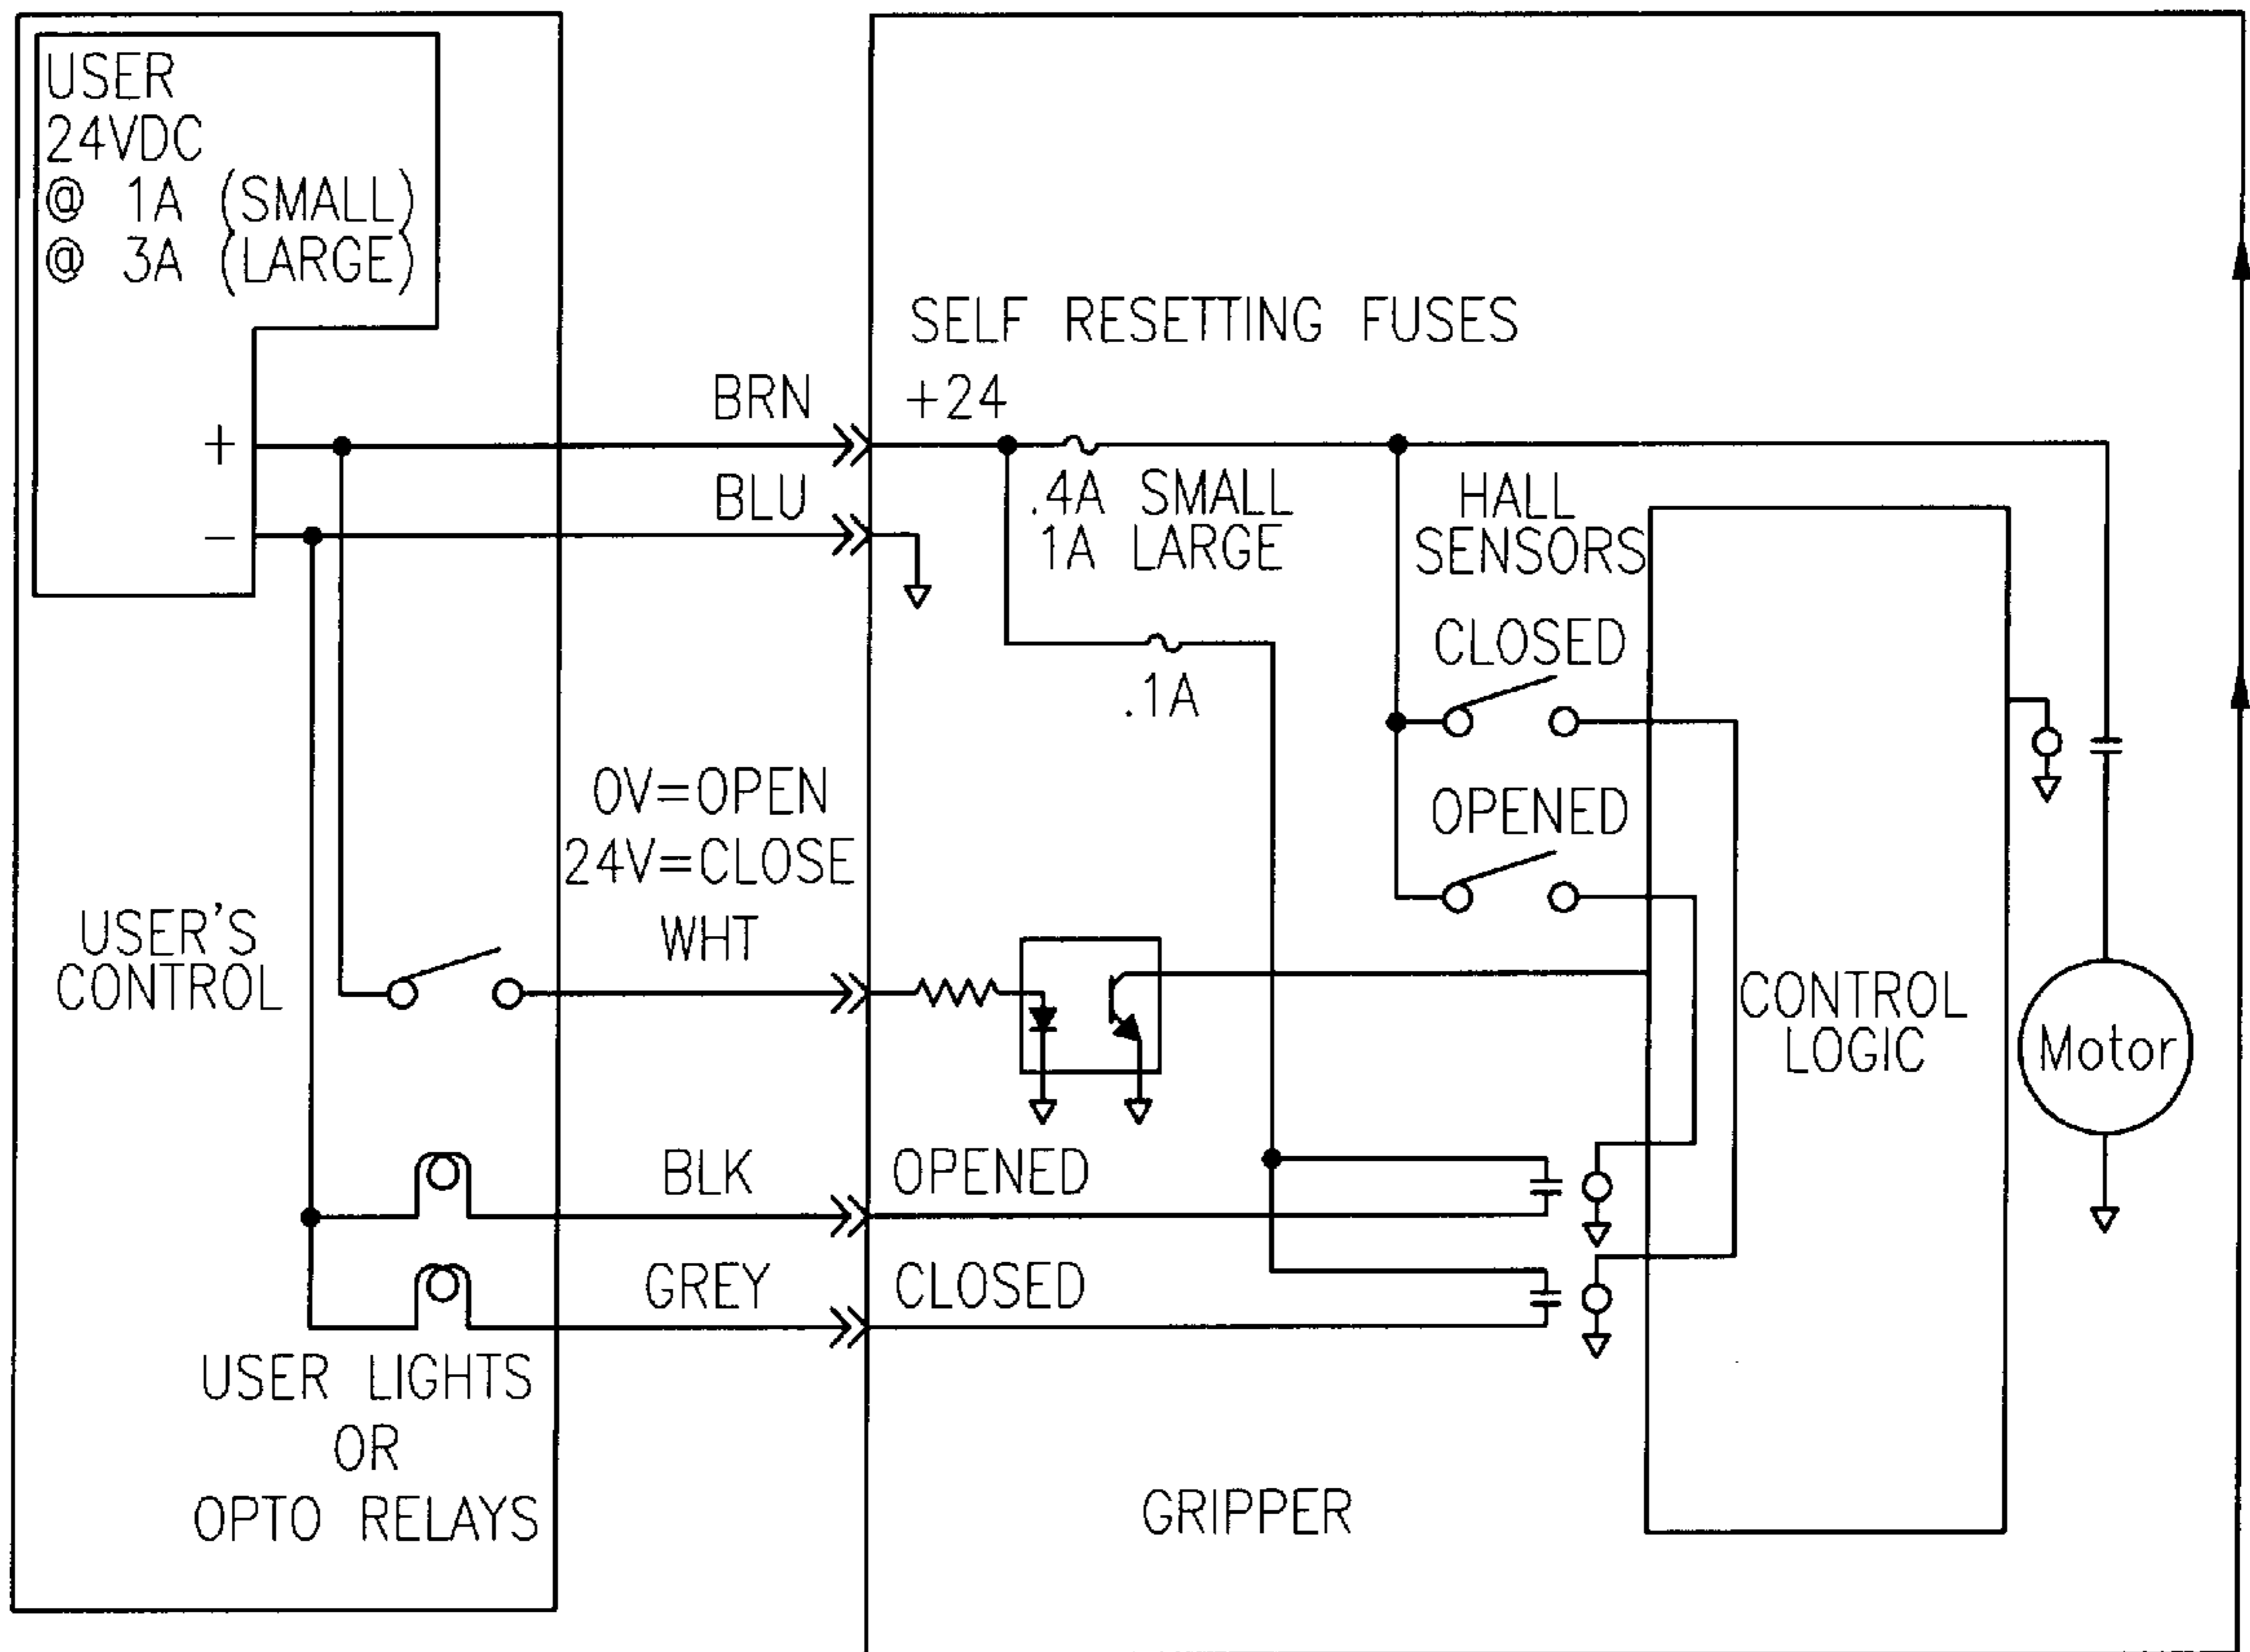 USER
24VDC
@ 1A (SMALL)
@ 3A (LARGE)
+
−
BRN
BLU
SELF RESETTING FUSES
+24
.4A SMALL
.1A LARGE
.1A
HALL
SENSORS
CLOSED
OPENED
0V=OPEN
24V=CLOSE
WHT
USER'S
CONTROL
CONTROL
LOGIC
Motor
BLK
OPENED
GREY
CLOSED
USER LIGHTS
OR
OPTO RELAYS
GRIPPER